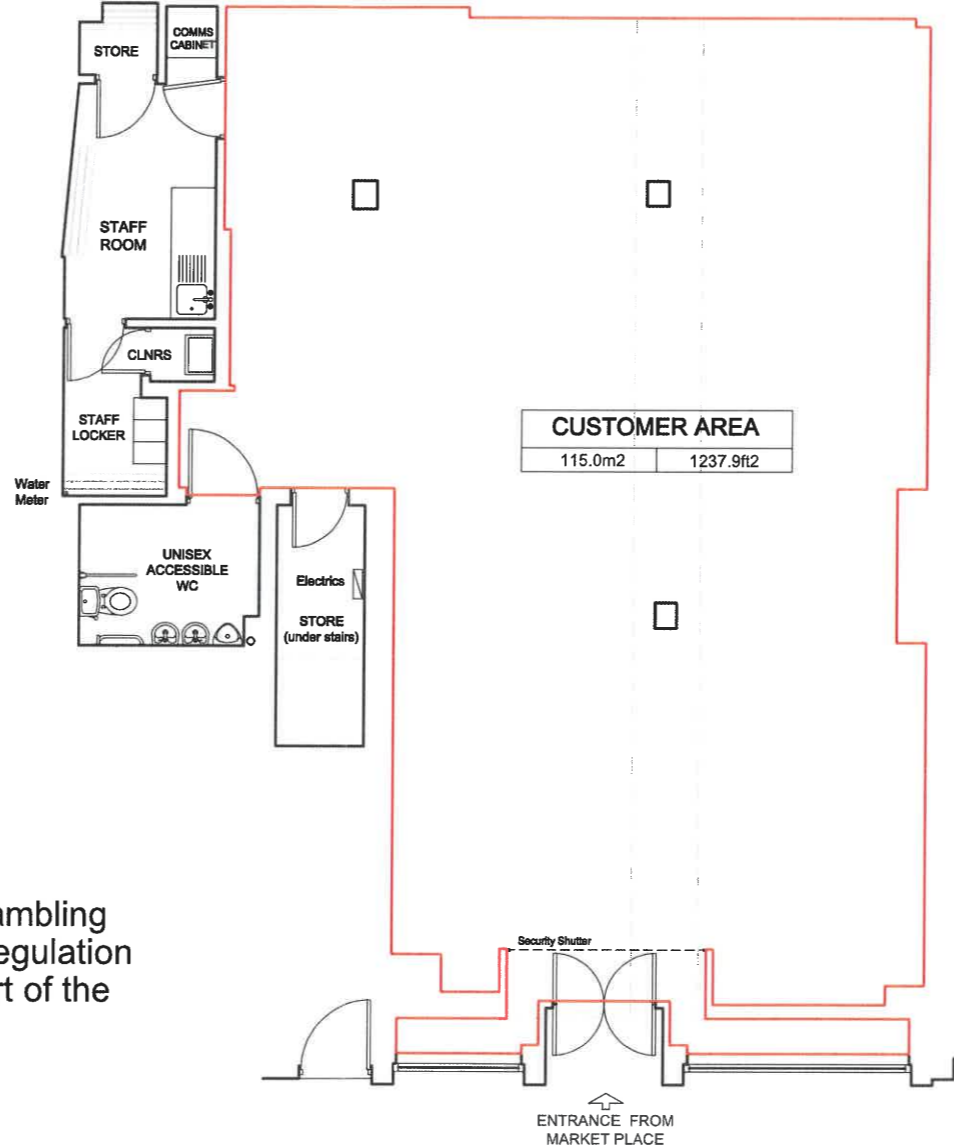 STORE
COMMS
CABINET
STAFF
ROOM
CLNRS
STAFF
LOCKER
CUSTOMER AREA
115.0m2 1237.9ft2
Water
Meter
UNISEX
ACCESSIBLE
WC
Electrics
STORE
(under stairs)
ambling
egulation
rt of the
Security Shutter
ENTRANCE FROM
MARKET PLACE